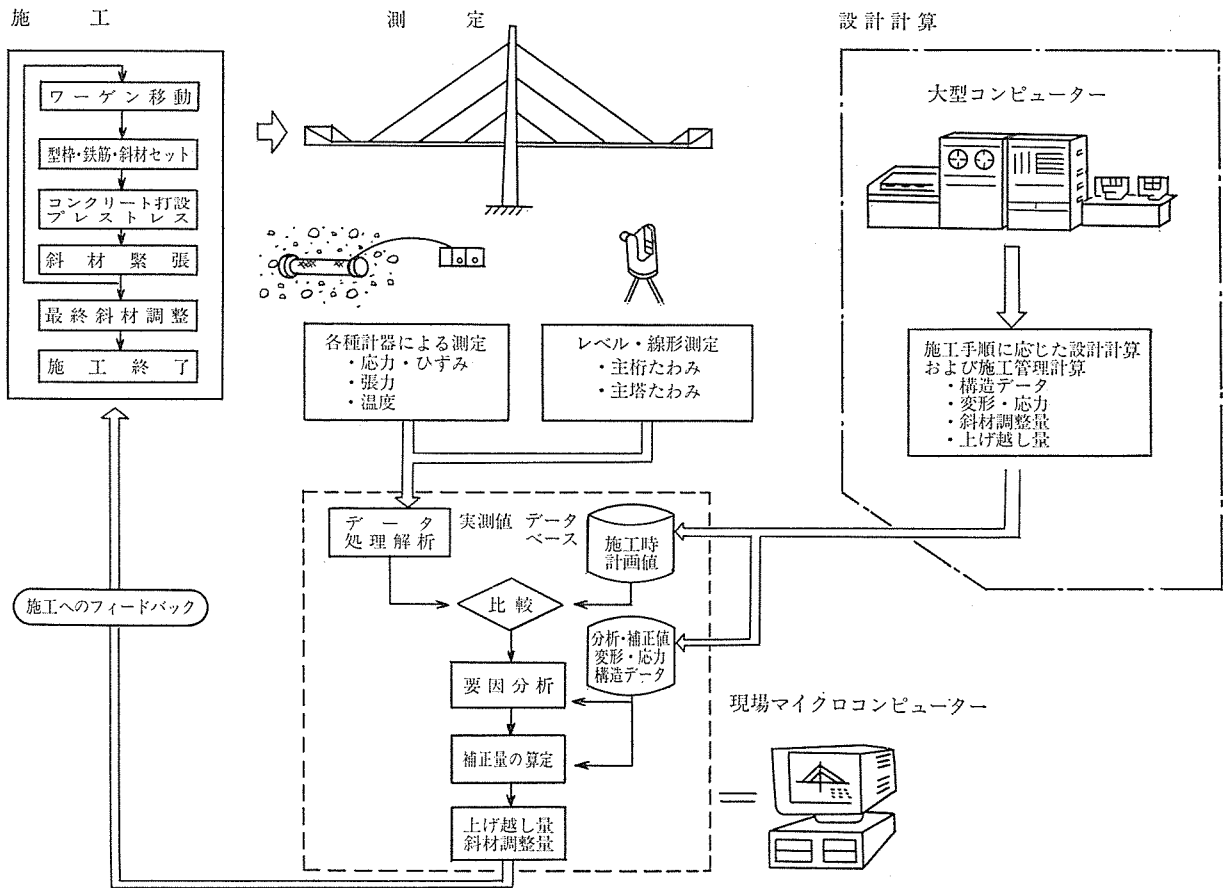 施工
ワーゲン移動
型枠・鉄筋・斜材セット
コンクリート打設
プレストレス
斜材緊張
最終斜材調整
施工終了
測定
各種計器による測定
・応力・ひずみ
・張力
・温度
レベル・線形測定
・主桁たわみ
・主塔たわみ
設計計算
大型コンピューター
施工手順に応じた設計計算
および施工管理計算
・構造データ
・変形・応力
・斜材調整量
・上げ越し量
データ
処理解析
実測値
データ
ベース
施工時
計画値
比較
分析・補正値
変形・応力
構造データ
要因分析
補正量の算定
上げ越し量
斜材調整量
施工へのフィードバック
現場マイクロコンピューター